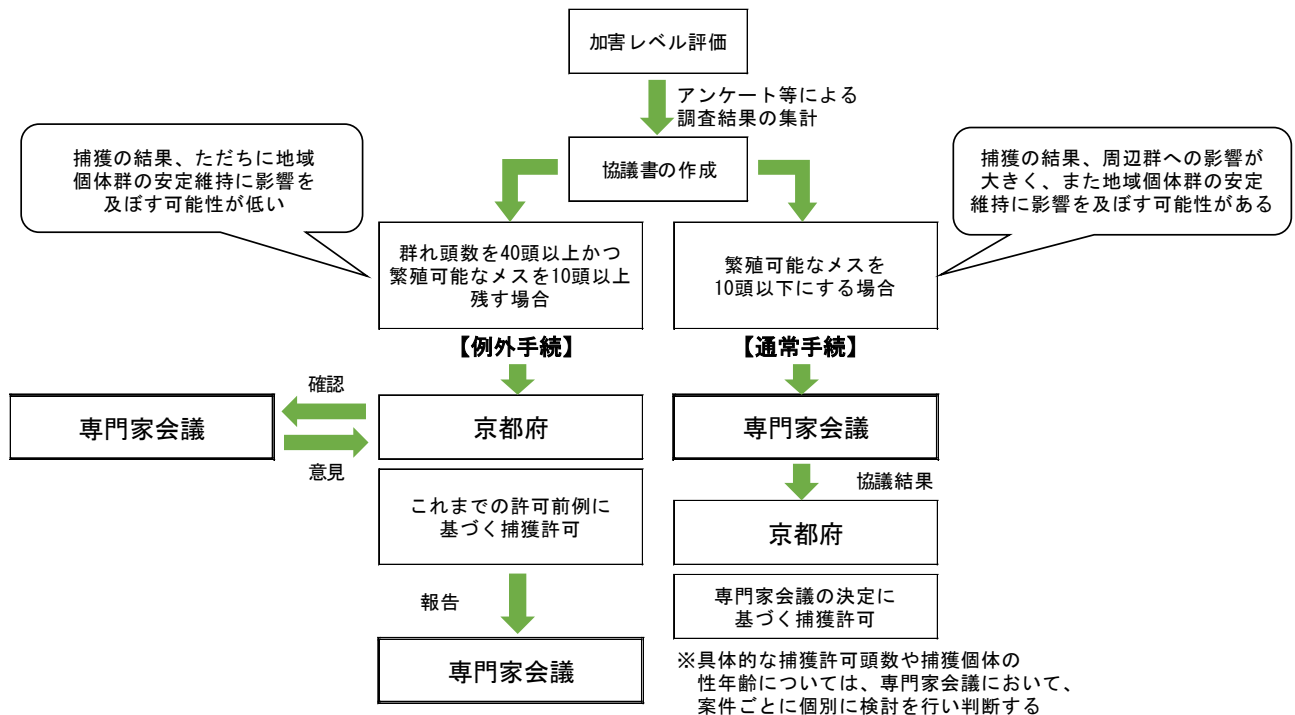 加害レベル評価
アンケート等による
調査結果の集計
協議書の作成
捕獲の結果、ただちに地域
個体群の安定維持に影響を
及ぼす可能性が低い
捕獲の結果、周辺群への影響が
大きく、また地域個体群の安定
維持に影響を及ぼす可能性がある
群れ頭数を40頭以上かつ
繁殖可能なメスを10頭以上
残す場合
繁殖可能なメスを
10頭以下にする場合
【例外手続】
【通常手続】
専門家会議
確認
意見
京都府
これまでの許可前例に
基づく捕獲許可
報告
専門家会議
専門家会議
協議結果
京都府
専門家会議の決定に
基づく捕獲許可
※具体的な捕獲許可頭数や捕獲個体の
性年齢については、専門家会議において、
案件ごとに個別に検討を行い判断する